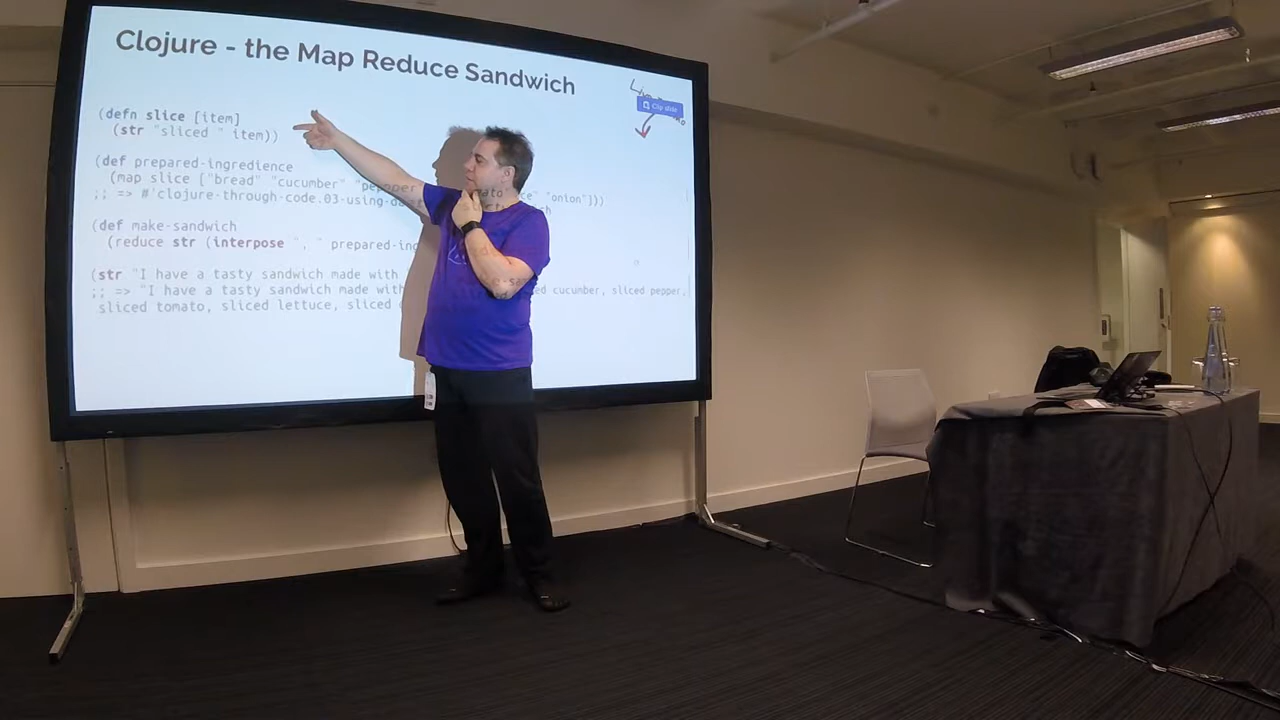 Clojure - the Map Reduce Sandwich
Clip slide
(defn slice [item]
(str "sliced " item))
(def prepared-ingredience
(map slice ["bread" "cucumber" "pepper "onion"]))
;; => #'clojure-through-code.03-using-da
(def make-sandwich
(reduce str (interpose ", " prepared-ing
(str "I have a tasty sandwich made with
;; => "I have a tasty sandwich made with cucumber, sliced pepper,
sliced tomato, sliced lettuce, sliced